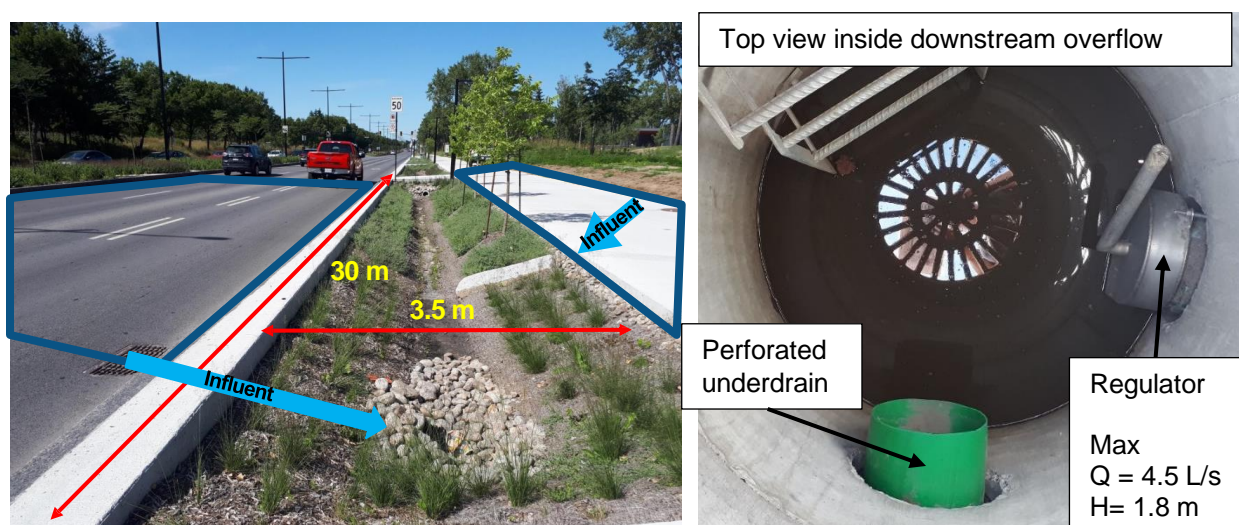 50
30 m
3.5 m
Influent
Influent
Top view inside downstream overflow
Perforated
underdrain
Regulator
Max
Q = 4.5 L/s
H= 1.8 m